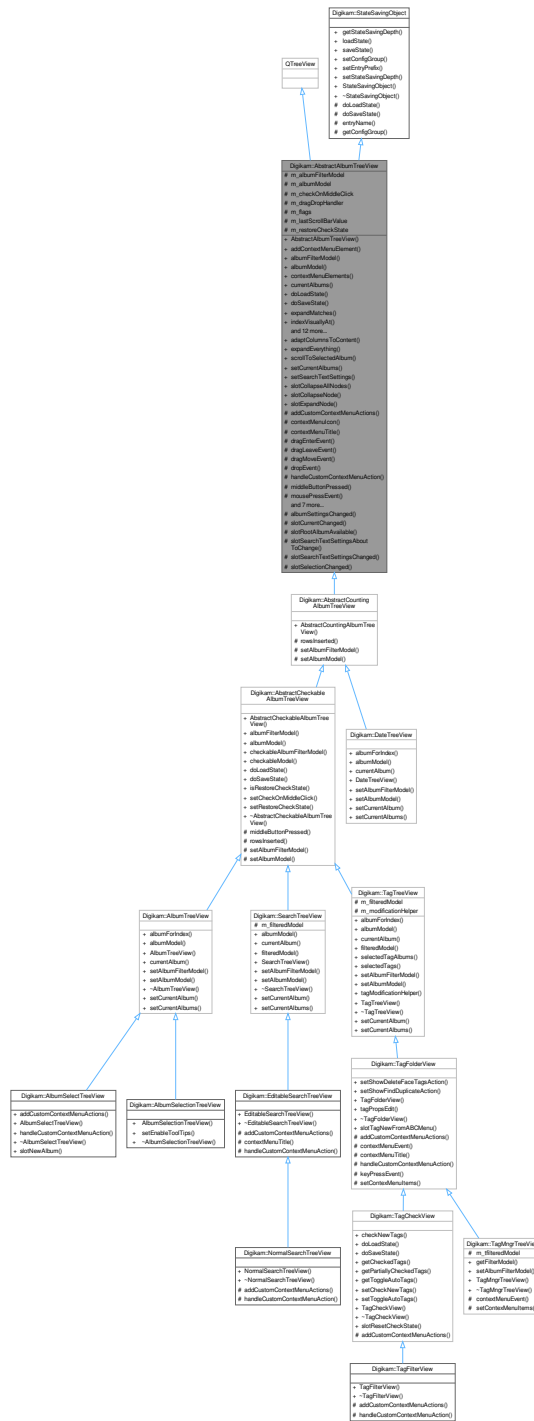 Digikam::StateSavingObject
+ getStateSavingDepth()
+ loadState()
+ saveState()
+ setConfigGroup()
+ setEntryPrefix()
+ setStateSavingDepth()
+ StateSavingObject()
+ ~StateSavingObject()
# doLoadState()
# doSaveState()
# entryName()
# getConfigGroup()
QTreeView
Digikam::AbstractAlbumTreeView
# m_albumFilterModel
# m_albumModel
# m_checkOnMiddleClick
# m_dragDropHandler
# m_flags
# m_lastScrollBarValue
# m_restoreCheckState
+ AbstractAlbumTreeView()
+ addContextMenuElement()
+ albumFilterModel()
+ albumModel()
+ contextMenuElements()
+ currentAlbums()
+ doLoadState()
+ doSaveState()
+ expandMatches()
+ indexVisuallyAt()
and 12 more...
+ adaptColumnsToContent()
+ expandEverything()
+ scrollToSelectedAlbum()
+ setCurrentAlbums()
+ setSearchTextSettings()
+ slotCollapseAllNodes()
+ slotCollapseNode()
+ slotExpandNode()
# addCustomContextMenuActions()
# contextMenuIcon()
# contextMenuTitle()
# dragEnterEvent()
# dragLeaveEvent()
# dragMoveEvent()
# dropEvent()
# handleCustomContextMenuAction()
# middleButtonPressed()
# mousePressEvent()
and 7 more...
# albumSettingsChanged()
# slotCurrentChanged()
# slotRootAlbumAvailable()
# slotSearchTextSettingsAbout
ToChange()
# slotSearchTextSettingsChanged()
# slotSelectionChanged()
Digikam::AbstractCounting
AlbumTreeView
+ AbstractCountingAlbumTree
View()
# rowsInserted()
# setAlbumFilterModel()
# setAlbumModel()
Digikam::AbstractCheckable
AlbumTreeView
+ AbstractCheckableAlbumTree
View()
+ albumFilterModel()
+ albumModel()
+ checkableAlbumFilterModel()
+ checkableModel()
+ doLoadState()
+ doSaveState()
+ isRestoreCheckState()
+ setCheckOnMiddleClick()
+ setRestoreCheckState()
+ ~AbstractCheckableAlbumTree
View()
# middleButtonPressed()
# rowsInserted()
# setAlbumFilterModel()
# setAlbumModel()
Digikam::DateTreeView
+ albumForIndex()
+ albumModel()
+ currentAlbum()
+ DateTreeView()
+ setAlbumFilterModel()
+ setAlbumModel()
+ setCurrentAlbum()
+ setCurrentAlbums()
Digikam::AlbumTreeView
+ albumForIndex()
+ albumModel()
+ AlbumTreeView()
+ currentAlbum()
+ setAlbumFilterModel()
+ setAlbumModel()
+ ~AlbumTreeView()
+ setCurrentAlbum()
+ setCurrentAlbums()
Digikam::SearchTreeView
# m_filteredModel
+ albumModel()
+ currentAlbum()
+ filteredModel()
+ SearchTreeView()
+ setAlbumFilterModel()
+ setAlbumModel()
+ ~SearchTreeView()
+ setCurrentAlbum()
+ setCurrentAlbums()
Digikam::TagTreeView
# m_filteredModel
# m_modificationHelper
+ albumForIndex()
+ albumModel()
+ currentAlbum()
+ filteredModel()
+ selectedTagAlbums()
+ selectedTags()
+ setAlbumFilterModel()
+ setAlbumModel()
+ tagModificationHelper()
+ TagTreeView()
+ ~TagTreeView()
+ setCurrentAlbum()
+ setCurrentAlbums()
Digikam::AlbumSelectTreeView
+ addCustomContextMenuActions()
+ AlbumSelectTreeView()
+ handleCustomContextMenuAction()
+ ~AlbumSelectTreeView()
+ slotNewAlbum()
Digikam::AlbumSelectionTreeView
+ AlbumSelectionTreeView()
+ setEnableToolTips()
+ ~AlbumSelectionTreeView()
Digikam::EditableSearchTreeView
+ EditableSearchTreeView()
+ ~EditableSearchTreeView()
# addCustomContextMenuActions()
# contextMenuTitle()
# handleCustomContextMenuAction()
Digikam::TagFolderView
+ setShowDeleteFaceTagsAction()
+ setShowFindDuplicateAction()
+ TagFolderView()
+ tagPropsEdit()
+ ~TagFolderView()
+ slotTagNewFromABCMenu()
# addCustomContextMenuActions()
# contextMenuEvent()
# contextMenuTitle()
# handleCustomContextMenuAction()
# keyPressEvent()
# setContexMenuItems()
Digikam::NormalSearchTreeView
+ NormalSearchTreeView()
+ ~NormalSearchTreeView()
# addCustomContextMenuActions()
# handleCustomContextMenuAction()
Digikam::TagCheckView
+ checkNewTags()
+ doLoadState()
+ doSaveState()
+ getCheckedTags()
+ getPartiallyCheckedTags()
+ getToggleAutoTags()
+ setCheckNewTags()
+ setToggleAutoTags()
+ TagCheckView()
+ ~TagCheckView()
+ slotResetCheckState()
# addCustomContextMenuActions()
Digikam::TagMngrTreeView
# m_tfilteredModel
+ getFilterModel()
+ setAlbumFilterModel()
+ TagMngrTreeView()
+ ~TagMngrTreeView()
# contextMenuEvent()
# setContexMenuItems()
Digikam::TagFilterView
+ TagFilterView()
+ ~TagFilterView()
# addCustomContextMenuActions()
# handleCustomContextMenuAction()